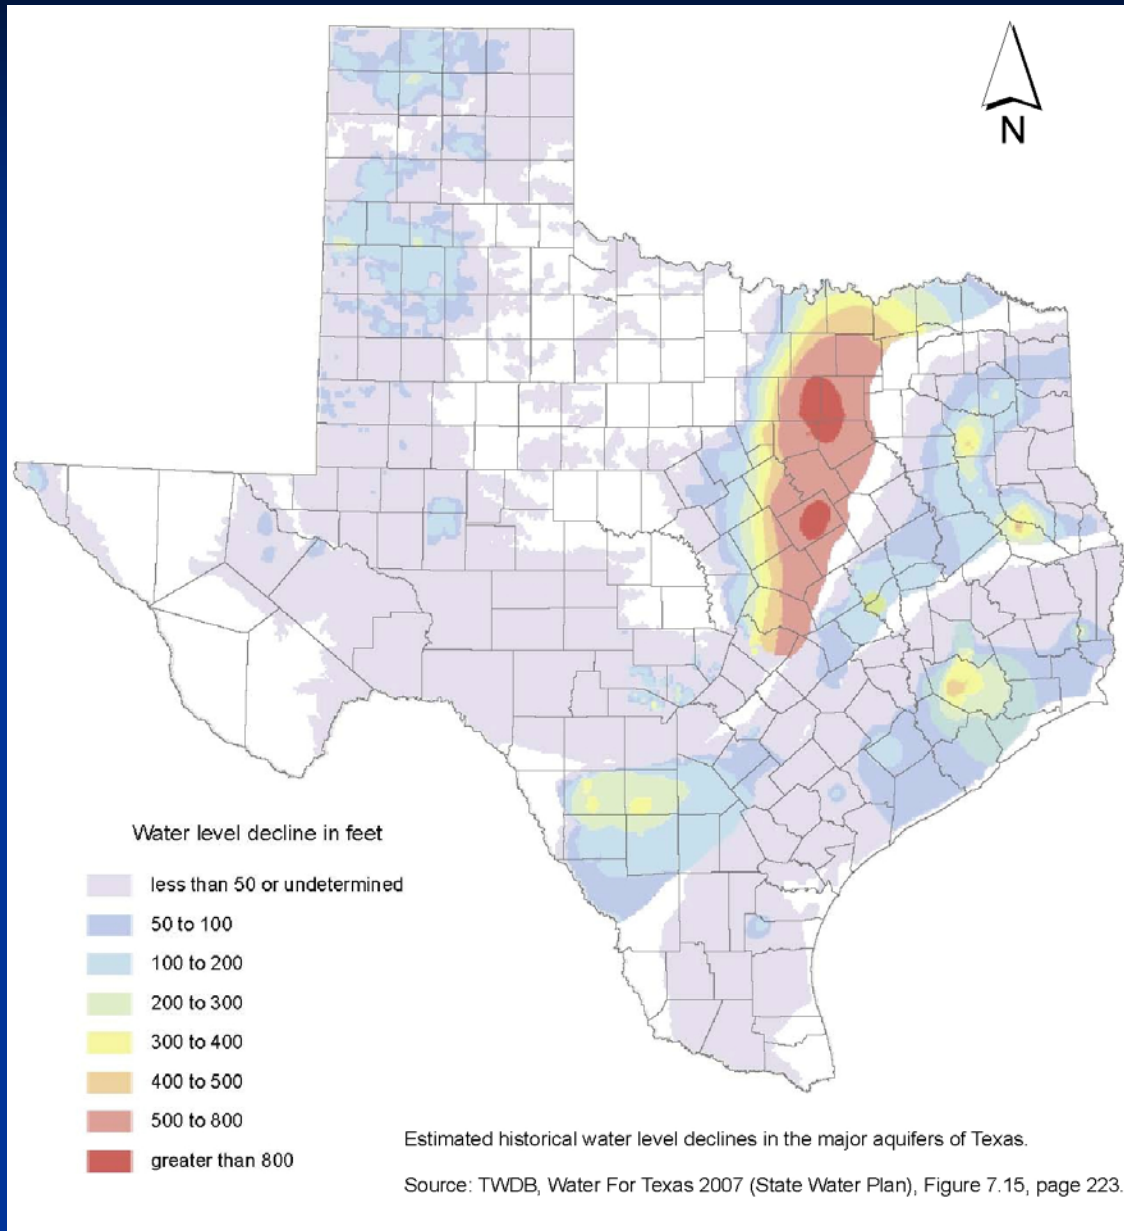 N
Water level decline in feet
less than 50 or undetermined
50 to 100
100 to 200
200 to 300
300 to 400
400 to 500
500 to 800
greater than 800
Estimated historical water level declines in the major aquifers of Texas.
Source: TWDB, Water For Texas 2007 (State Water Plan), Figure 7.15, page 223.